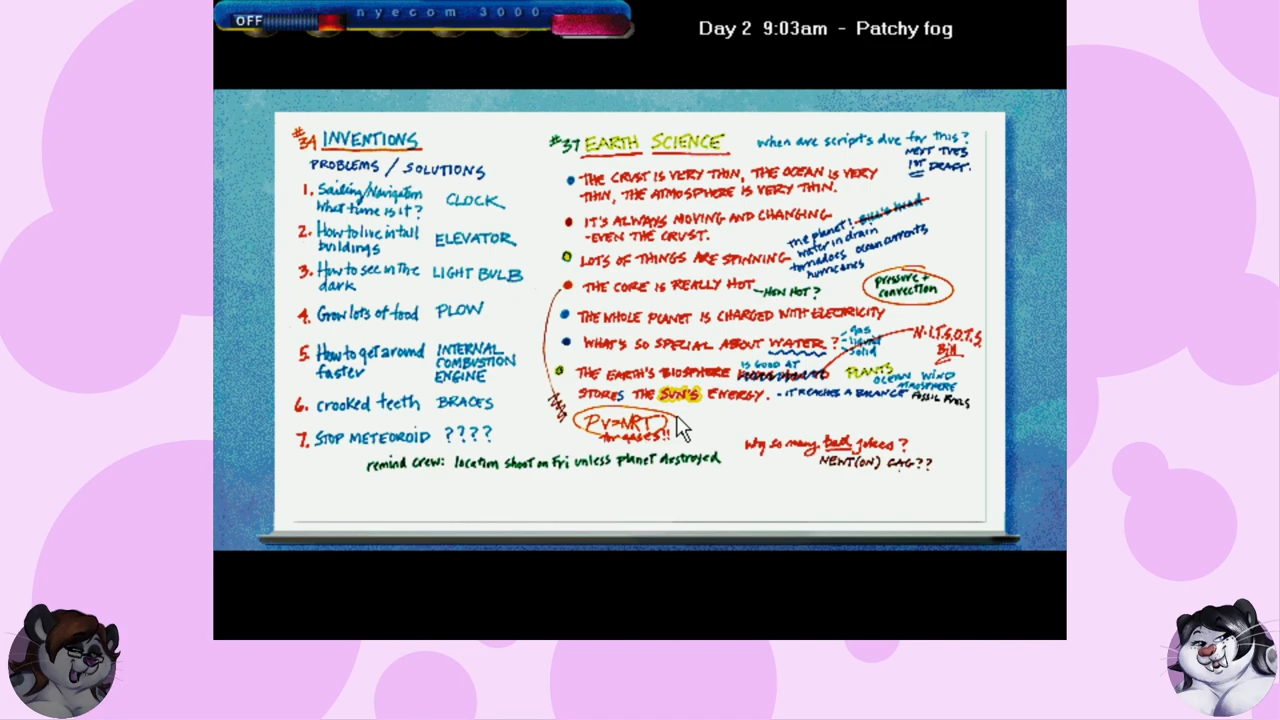 OFF
nyecom 3000
Day 2 9:03am - Patchy fog
#34 INVENTIONS
PROBLEMS / SOLUTIONS
1. Sailing/Navigation CLOCK
What time is it?
2. How to live in tall ELEVATOR
buildings
3. How to see in the LIGHT BULB
dark
4. Grow lots of food PLOW
5. How to get around INTERNAL
faster COMBUSTION
ENGINE
6. crooked teeth BRACES
7. STOP METEOROID ????
remind crew: location shoot on Fri unless planet destroyed
#37 EARTH SCIENCE
when are script's due for this?
NEXT TUES
1ST DRAFT.
THE CRUST IS VERY THIN, THE OCEAN IS VERY
THIN, THE ATMOSPHERE IS VERY THIN.
IT'S ALWAYS MOVING AND CHANGING
-EVEN THE CRUST.
LOTS OF THINGS ARE SPINNING
the planet! Bill's head
water in drain
tornadoes ocean currents
hurricanes
THE CORE IS REALLY HOT
-HOW HOT?
Pressure +
convection
THE WHOLE PLANET IS CHARGED WITH ELECTRICITY
WHAT'S SO SPECIAL ABOUT WATER?
- gas
- liquid
- solid
N.I.T.S.O.T.S.
Bill
THE EARTH'S BIOSPHERE
IS GOOD AT
PLANTS
OCEAN WIND
ATMOSPHERE
FOSSIL FUELS
STORES THE SUN'S ENERGY. - IT REACHES A BALANCE
PV=NRT
for gases!!
Why so many bad jokes?
NEWT(ON) GAG??